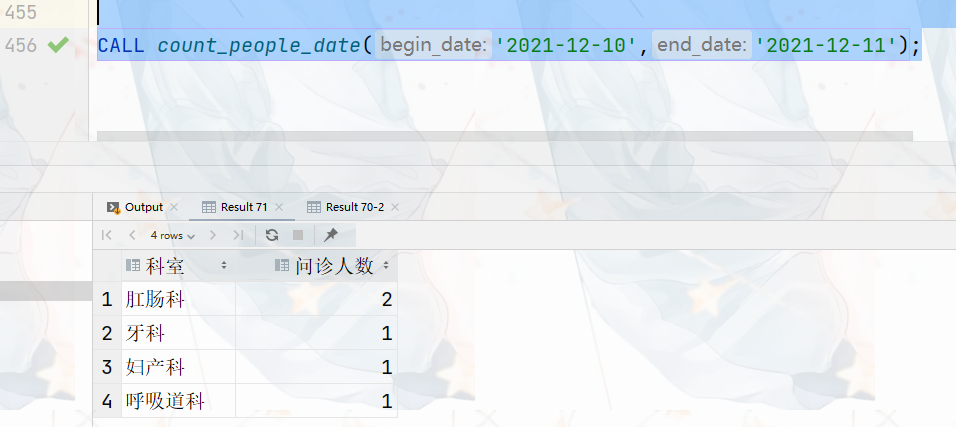 455
456 CALL count_people_date( begin_date: '2021-12-10', end_date: '2021-12-11');
Output Result 71 Result 70-2
4 rows
科室 问诊人数
1 肛肠科 2
2 牙科 1
3 妇产科 1
4 呼吸道科 1